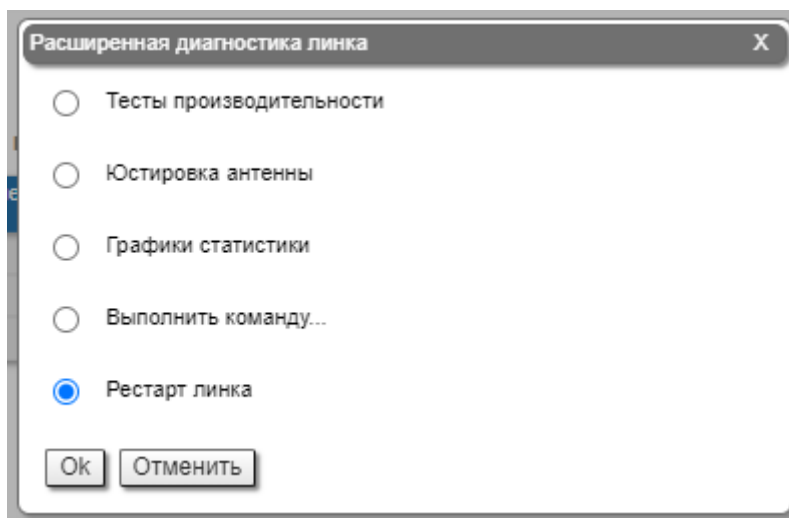 Расширенная диагностика линка X
Тесты производительности
Юстировка антенны
Графики статистики
Выполнить команду...
Рестарт линка
Ok Отменить